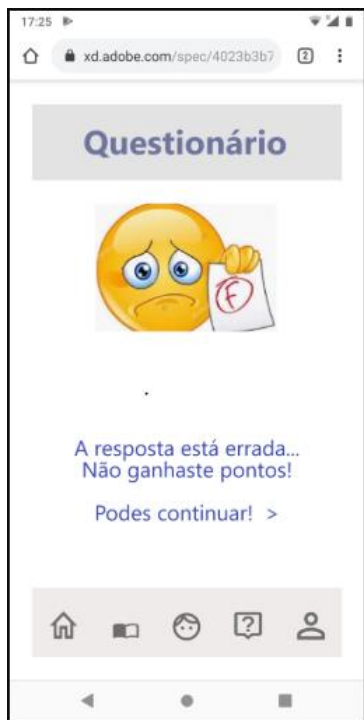 17:25
xd.adobe.com/spec/4023b3b7
2
Questionário
F
.
A resposta está errada...
Não ganhaste pontos!
Podes continuar! >
?